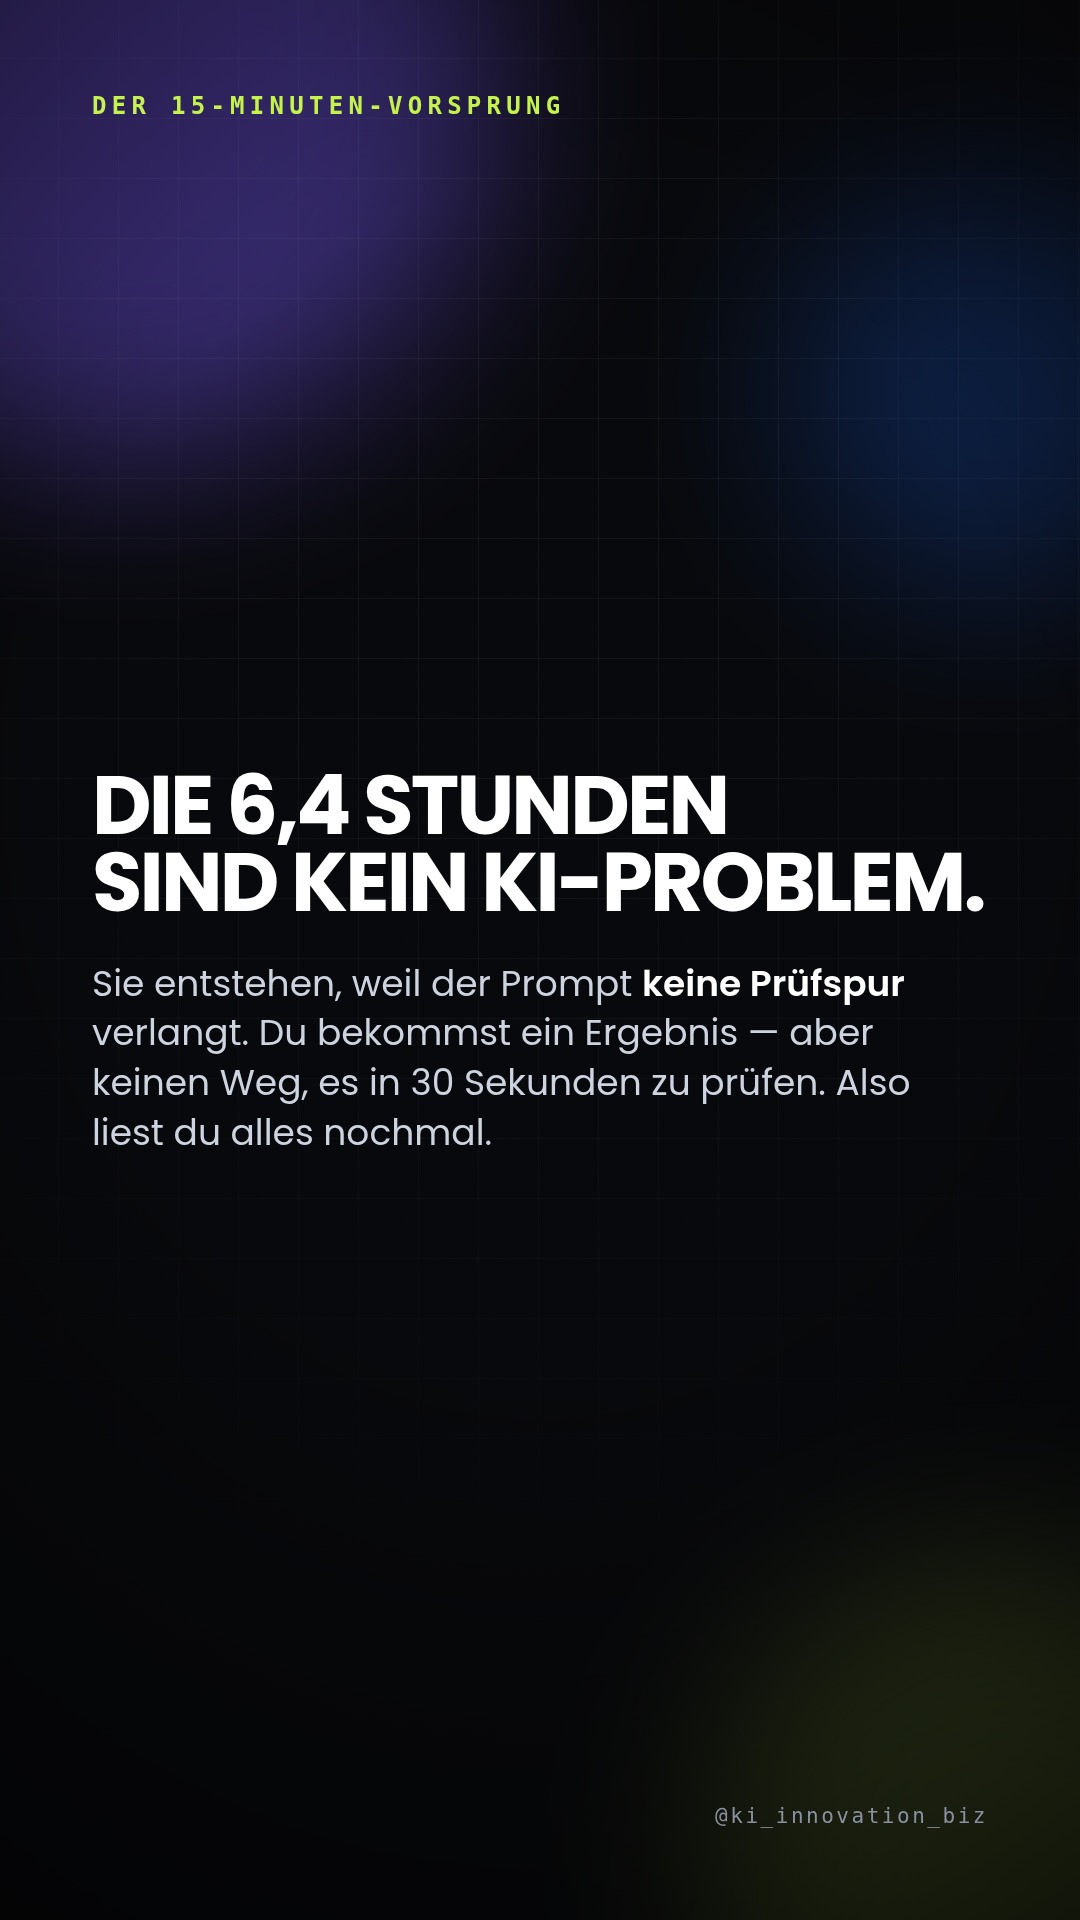 DER 15-MINUTEN-VORSPRUNG
DIE 6,4 STUNDEN
SIND KEIN KI-PROBLEM.
Sie entstehen, weil der Prompt keine Prüfspur
verlangt. Du bekommst ein Ergebnis — aber
keinen Weg, es in 30 Sekunden zu prüfen. Also
liest du alles nochmal.
@ki_innovation_biz